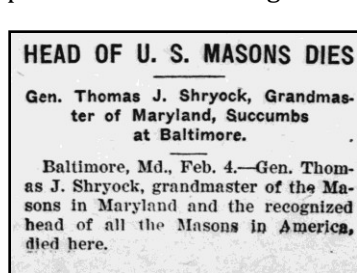 HEAD OF U. S. MASONS DIES
Gen. Thomas J. Shryock, Grandmas-
ter of Maryland, Succumbs
at Baltimore.
Baltimore, Md., Feb. 4.—Gen. Thom-
as J. Shryock, grandmaster of the Ma-
sons in Maryland and the recognized
head of all the Masons in America,
died here.